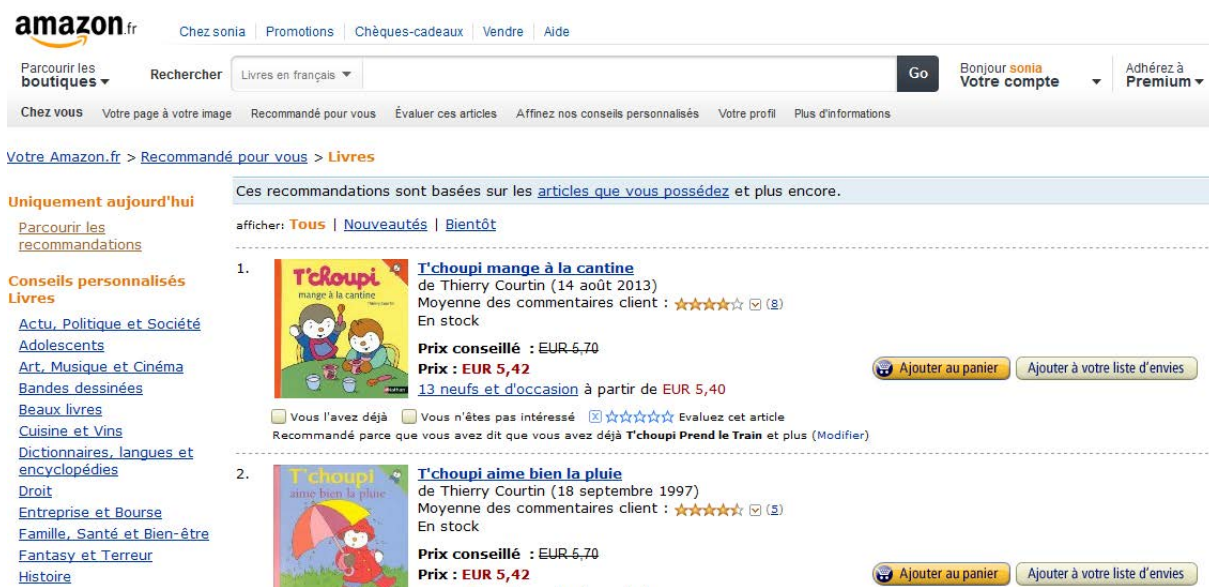 amazon.fr
Chez sonia Promotions Chèques-cadeaux Vendre Aide
Parcourir les
boutiques
Rechercher Livres en français Go
Bonjour sonia
Votre compte
Adhérez à
Premium
Chez vous Votre page à votre image Recommandé pour vous Évaluer ces articles Affinez nos conseils personnalisés Votre profil Plus d'informations
Votre Amazon.fr > Recommandé pour vous > Livres
Uniquement aujourd'hui
Parcourir les
recommandations
Conseils personnalisés
Livres
Actu, Politique et Société
Adolescents
Art, Musique et Cinéma
Bandes dessinées
Beaux livres
Cuisine et Vins
Dictionnaires, langues et
encyclopédies
Droit
Entreprise et Bourse
Famille, Santé et Bien-être
Fantasy et Terreur
Histoire
Ces recommandations sont basées sur les articles que vous possédez et plus encore.
afficher: Tous | Nouveautés | Bientôt
1.
T'choupi
mange à la cantine
Thierry Courtin
Nathan
T'choupi mange à la cantine
de Thierry Courtin (14 août 2013)
Moyenne des commentaires client : (8)
En stock
Prix conseillé : EUR 5,70
Prix : EUR 5,42
13 neufs et d'occasion à partir de EUR 5,40
Ajouter au panier Ajouter à votre liste d'envies
Vous l'avez déjà Vous n'êtes pas intéressé X Evaluez cet article
Recommandé parce que vous avez dit que vous avez déjà T'choupi Prend le Train et plus (Modifier)
2.
T'choupi
aime bien la pluie
T'choupi aime bien la pluie
de Thierry Courtin (18 septembre 1997)
Moyenne des commentaires client : (5)
En stock
Prix conseillé : EUR 5,70
Prix : EUR 5,42
Ajouter au panier Ajouter à votre liste d'envies